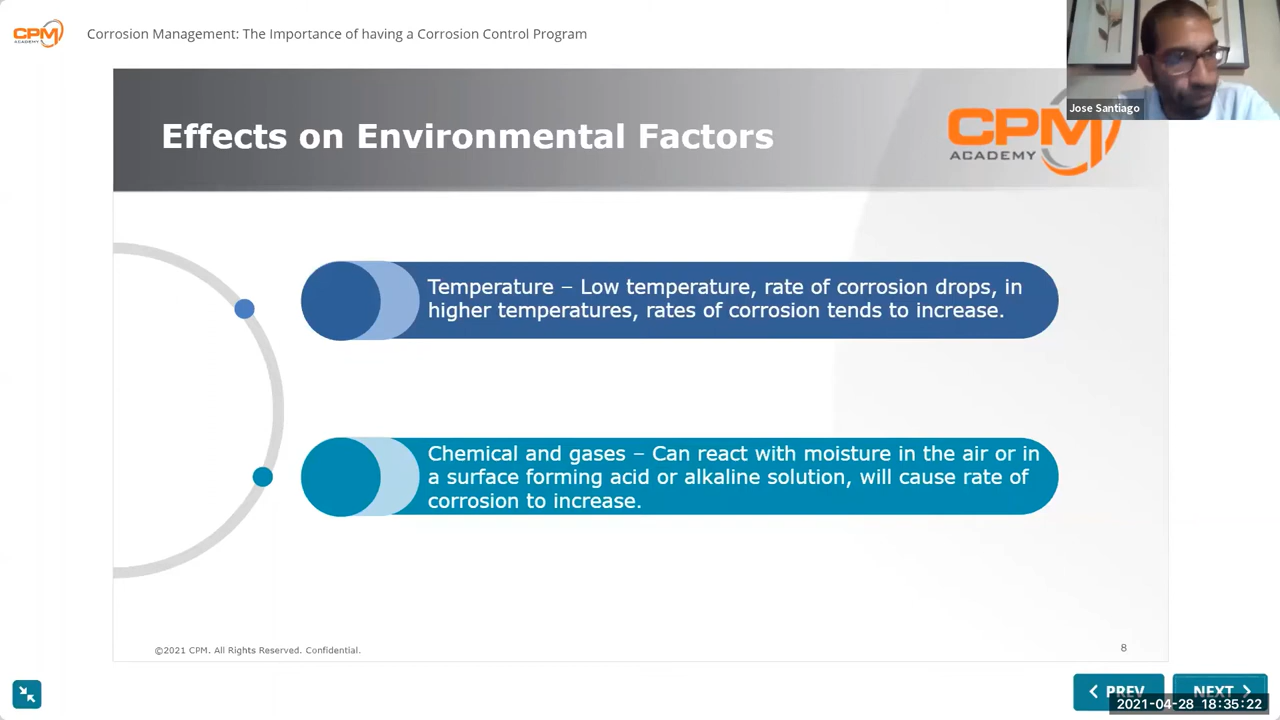 CPM
ACADEMY
Corrosion Management: The Importance of having a Corrosion Control Program
Jose Santiago
Effects on Environmental Factors
CPM
ACADEMY
Temperature – Low temperature, rate of corrosion drops, in
higher temperatures, rates of corrosion tends to increase.
Chemical and gases – Can react with moisture in the air or in
a surface forming acid or alkaline solution, will cause rate of
corrosion to increase.
©2021 CPM. All Rights Reserved. Confidential.
8
PREV
NEXT
2021-04-28 18:35:22